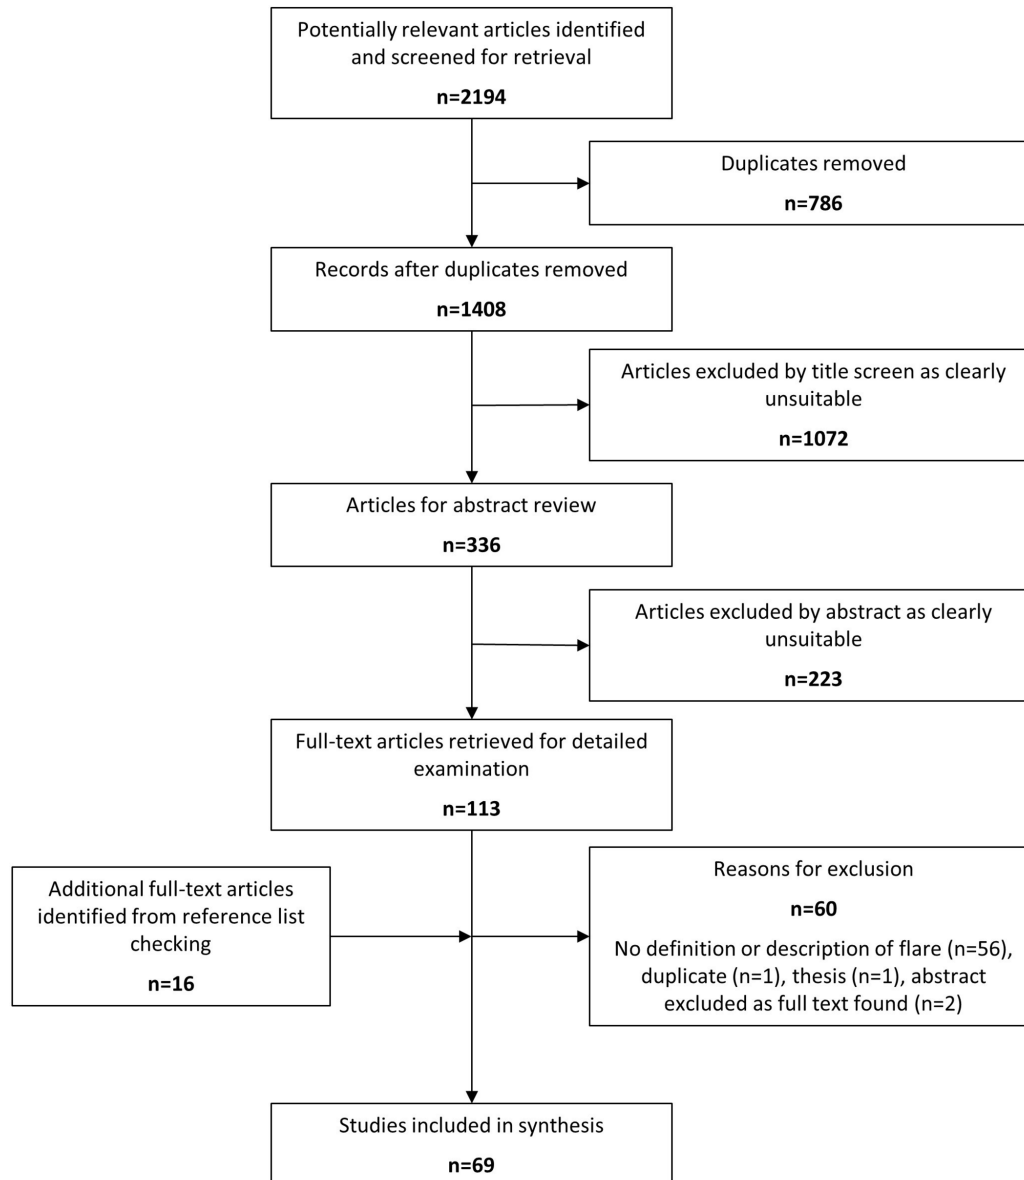 Potentially relevant articles identified
and screened for retrieval
n=2194
Duplicates removed
n=786
Records after duplicates removed
n=1408
Articles excluded by title screen as clearly
unsuitable
n=1072
Articles for abstract review
n=336
Articles excluded by abstract as clearly
unsuitable
n=223
Full-text articles retrieved for detailed
examination
n=113
Additional full-text articles
identified from reference list
checking
n=16
Reasons for exclusion
n=60
No definition or description of flare (n=56),
duplicate (n=1), thesis (n=1), abstract
excluded as full text found (n=2)
Studies included in synthesis
n=69